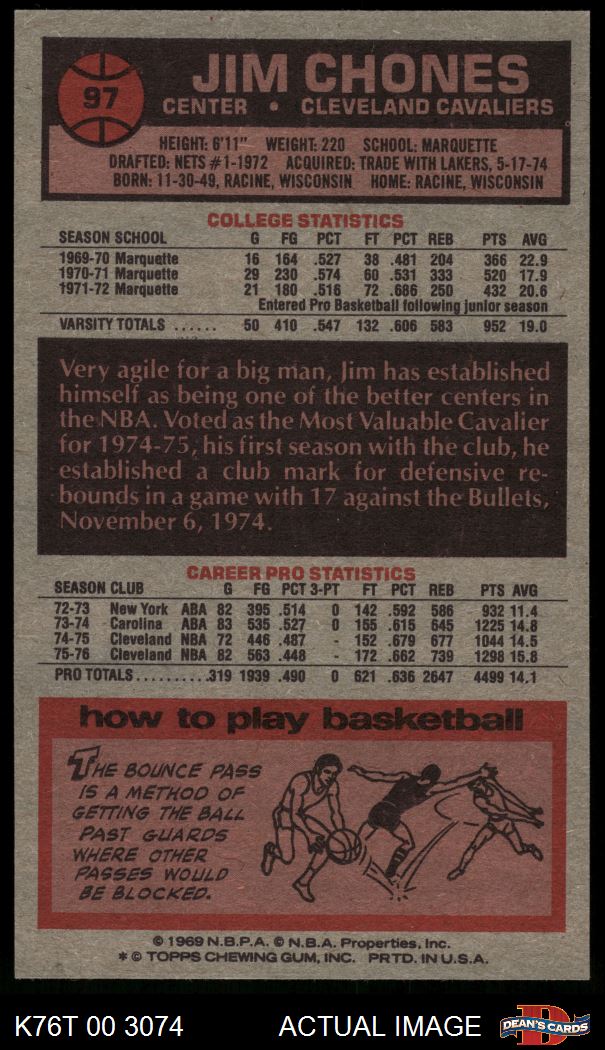 97
JIM CHONES
CENTER • CLEVELAND CAVALIERS
HEIGHT: 6'11" WEIGHT: 220 SCHOOL: MARQUETTE
DRAFTED: NETS #1-1972 ACQUIRED: TRADE WITH LAKERS, 5-17-74
BORN: 11-30-49, RACINE, WISCONSIN HOME: RACINE, WISCONSIN
COLLEGE STATISTICS
SEASON SCHOOL G FG PCT FT PCT REB PTS AVG
1969-70 Marquette 16 164 .527 38 .481 204 366 22.9
1970-71 Marquette 29 230 .574 60 .531 333 520 17.9
1971-72 Marquette 21 180 .516 72 .686 250 432 20.6
Entered Pro Basketball following junior season
VARSITY TOTALS ...... 50 410 .547 132 .606 583 952 19.0
Very agile for a big man, Jim has established
himself as being one of the better centers in
the NBA. Voted as the Most Valuable Cavalier
for 1974-75, his first season with the club, he
established a club mark for defensive re-
bounds in a game with 17 against the Bullets,
November 6, 1974.
CAREER PRO STATISTICS
SEASON CLUB G FG PCT 3-PT FT PCT REB PTS AVG
72-73 New York ABA 82 395 .514 0 142 .592 586 932 11.4
73-74 Carolina ABA 83 535 .527 0 155 .615 645 1225 14.8
74-75 Cleveland NBA 72 446 .487 - 152 .679 677 1044 14.5
75-76 Cleveland NBA 82 563 .448 - 172 .662 739 1298 15.8
PRO TOTALS..........319 1939 .490 0 621 .636 2647 4499 14.1
how to play basketball
THE BOUNCE PASS
IS A METHOD OF
GETTING THE BALL
PAST GUARDS
WHERE OTHER
PASSES WOULD
BE BLOCKED.
© 1969 N.B.P.A. © N.B.A. Properties, Inc.
* © TOPPS CHEWING GUM, INC. PRTD. IN U.S.A.
K76T 00 3074 ACTUAL IMAGE
D
DEAN'S CARDS